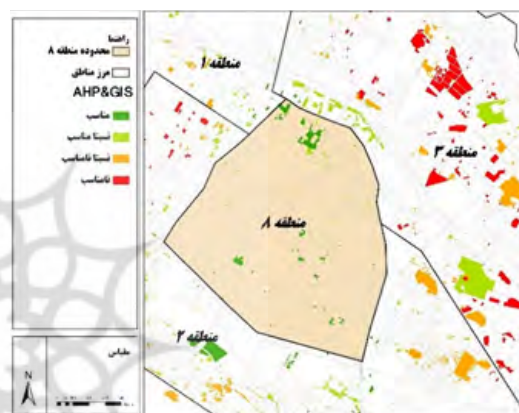 راهنما
محدوده منطقه ۸
مرز مناطق
AHP&GIS
مناسب
نسبتا مناسب
نسبتا نامناسب
نامناسب
مقیاس
N
منطقه ۱
منطقه ۳
منطقه ۸
منطقه ۲